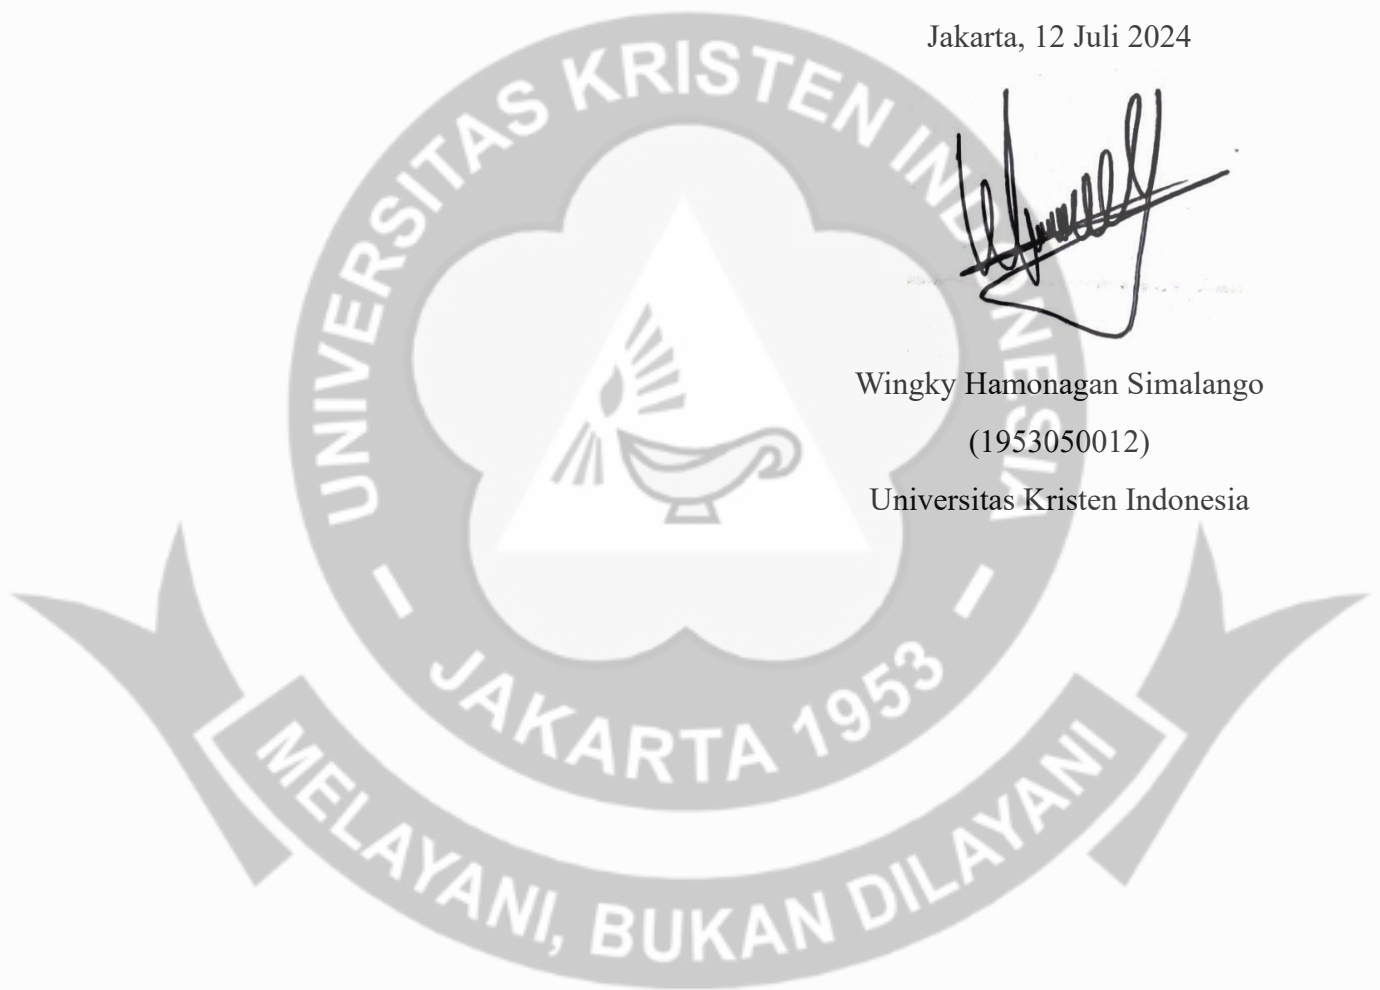 Jakarta, 12 Juli 2024
UNIVERSITAS KRISTEN INDONESIA
Wingky Hamonagan Simalango
(1953050012)
Universitas Kristen Indonesia
JAKARTA 1953
MELAYANI, BUKAN DILAYANI